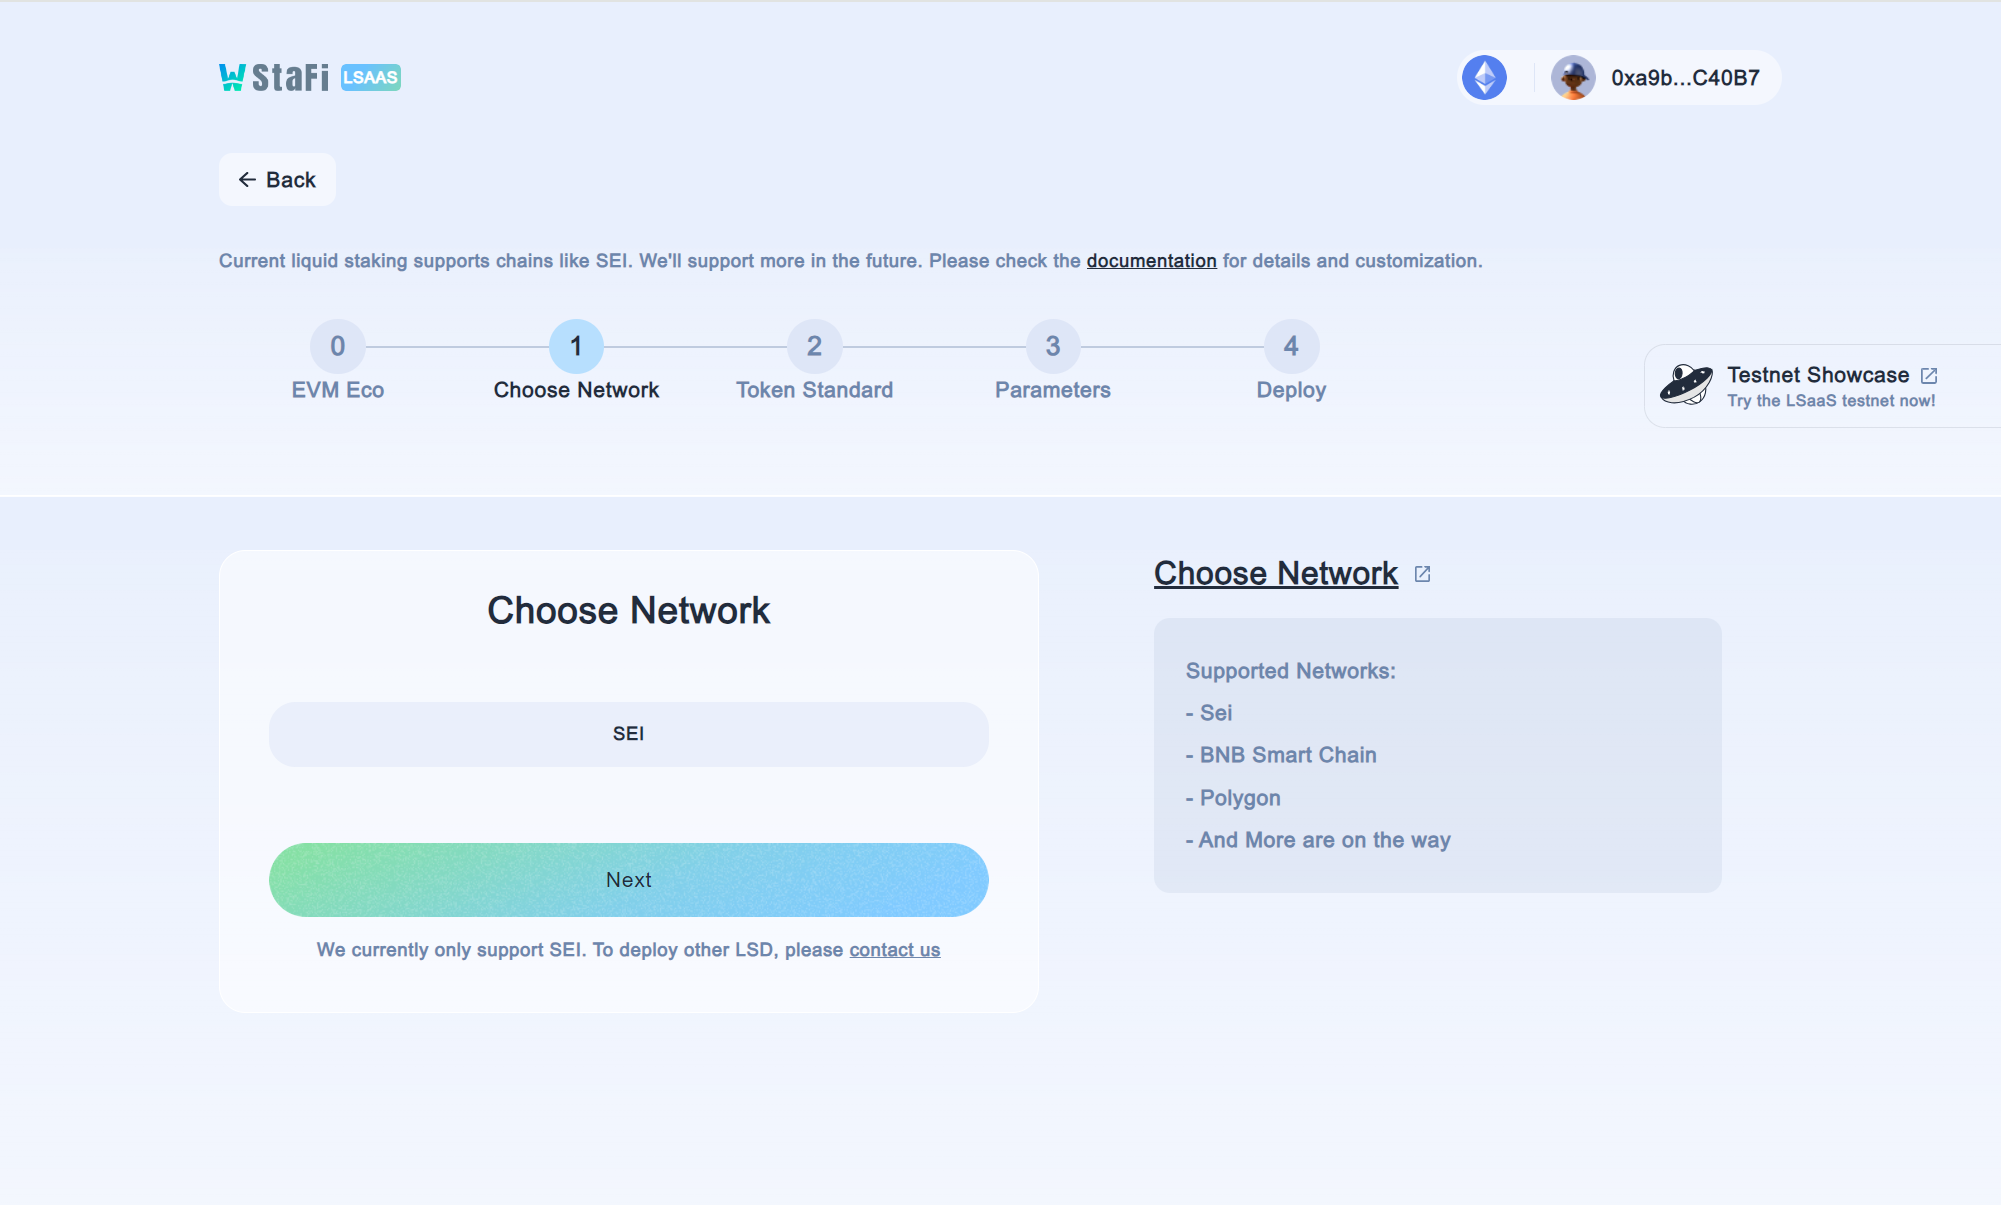 StaFi LSAAS
0xa9b...C40B7
Back
Current liquid staking supports chains like SEI. We'll support more in the future. Please check the documentation for details and customization.
0
EVM Eco
1
Choose Network
2
Token Standard
3
Parameters
4
Deploy
Testnet Showcase
Try the LSaaS testnet now!
Choose Network
SEI
Next
We currently only support SEI. To deploy other LSD, please contact us
Choose Network
Supported Networks:
- Sei
- BNB Smart Chain
- Polygon
- And More are on the way